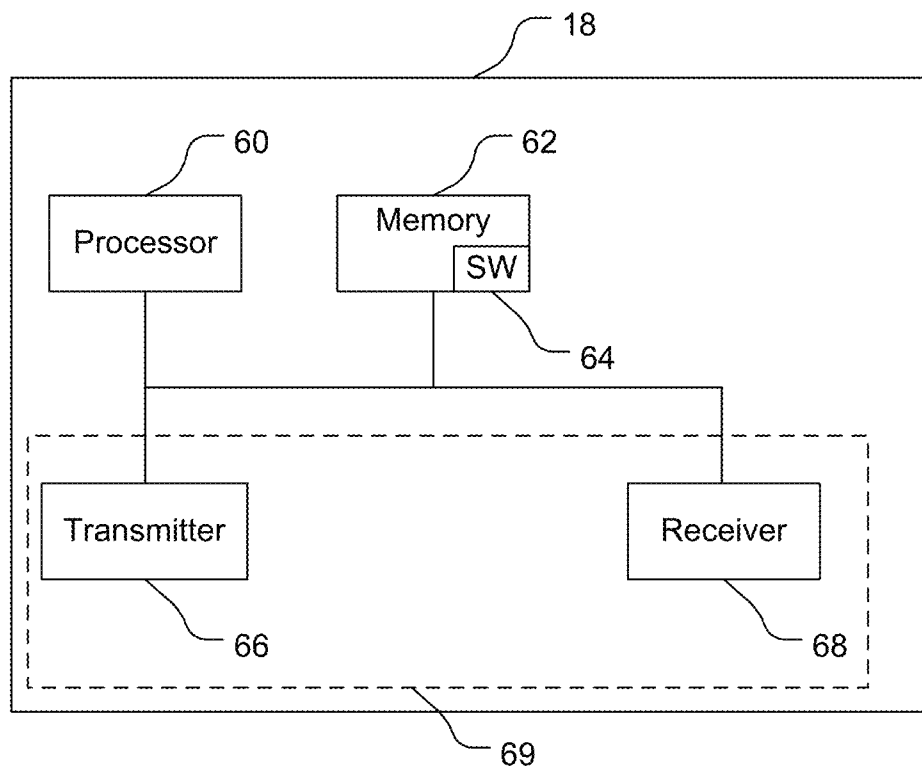 18
60
62
Processor
Memory
SW
64
Transmitter
Receiver
66
68
69